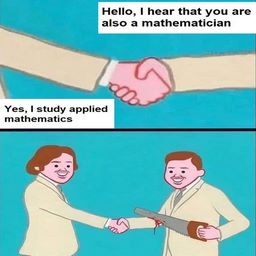 Hello, I hear that you are
also a mathematician
Yes, I study applied
mathematics